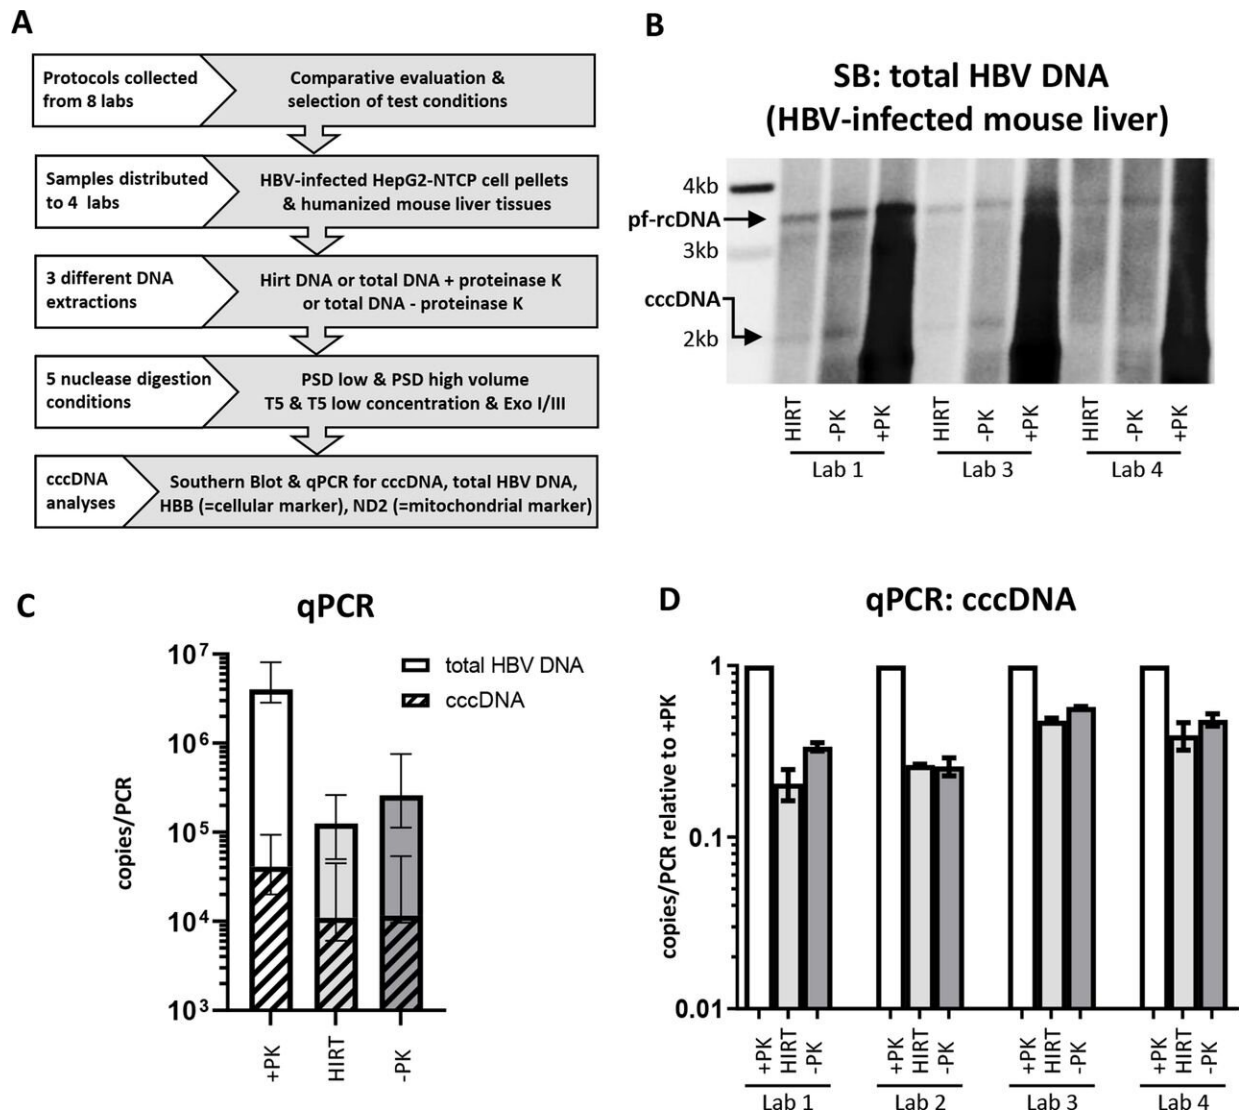 A
Protocols collected
from 8 labs
Comparative evaluation &
selection of test conditions
Samples distributed
to 4 labs
HBV-infected HepG2-NTCP cell pellets
& humanized mouse liver tissues
3 different DNA
extractions
Hirt DNA or total DNA + proteinase K
or total DNA - proteinase K
5 nuclease digestion
conditions
PSD low & PSD high volume
T5 & T5 low concentration & Exo I/III
cccDNA
analyses
Southern Blot & qPCR for cccDNA, total HBV DNA,
HBB (=cellular marker), ND2 (=mitochondrial marker)
B
SB: total HBV DNA
(HBV-infected mouse liver)
4kb
pf-rcDNA
3kb
cccDNA
2kb
HIRT
-PK
+PK
HIRT
-PK
+PK
HIRT
-PK
+PK
Lab 1
Lab 3
Lab 4
C
qPCR
total HBV DNA
cccDNA
copies/PCR
10⁷
10⁶
10⁵
10⁴
10³
+PK
HIRT
-PK
D
qPCR: cccDNA
copies/PCR relative to +PK
1
0.1
0.01
+PK
HIRT
-PK
+PK
HIRT
-PK
+PK
HIRT
-PK
+PK
HIRT
-PK
Lab 1
Lab 2
Lab 3
Lab 4